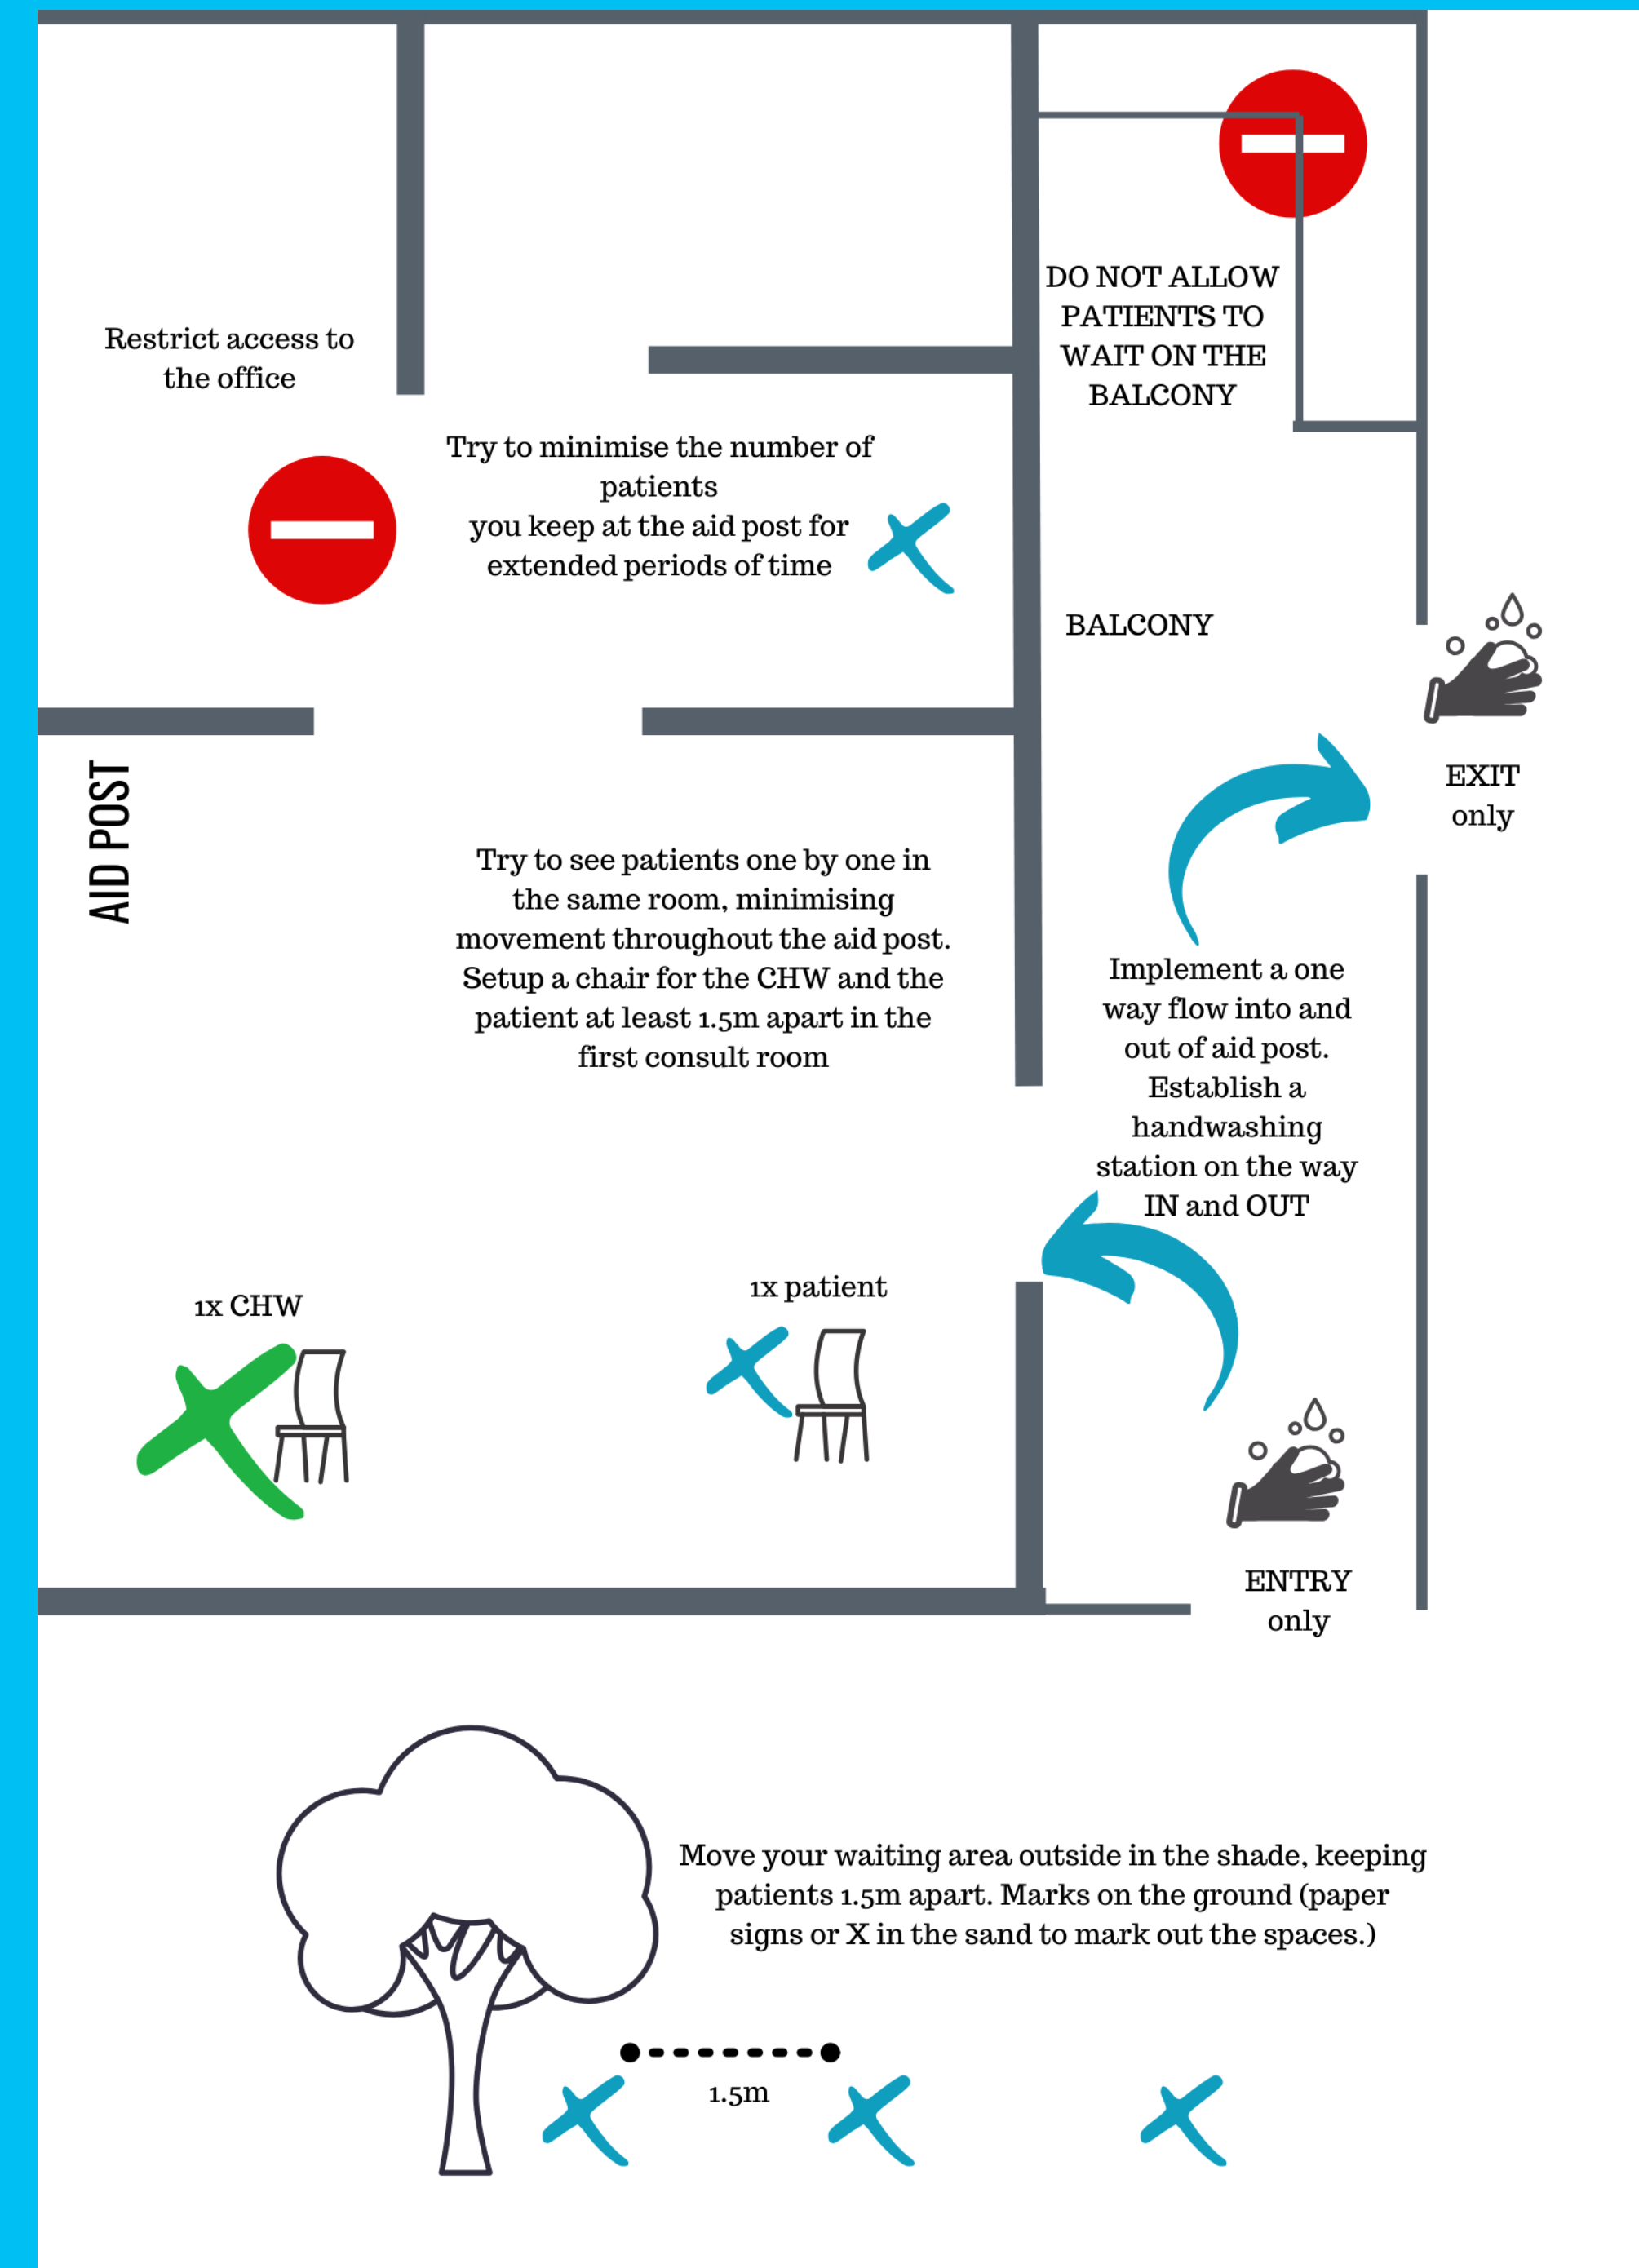 DO NOT ALLOW
PATIENTS TO
WAIT ON THE
BALCONY
Restrict access to
the office
Try to minimise the number of
patients
you keep at the aid post for
extended periods of time
BALCONY
EXIT
only
AID POST
Try to see patients one by one in
the same room, minimising
movement throughout the aid post.
Setup a chair for the CHW and the
patient at least 1.5m apart in the
first consult room
Implement a one
way flow into and
out of aid post.
Establish a
handwashing
station on the way
IN and OUT
1x CHW
1x patient
ENTRY
only
Move your waiting area outside in the shade, keeping
patients 1.5m apart. Marks on the ground (paper
signs or X in the sand to mark out the spaces.)
1.5m